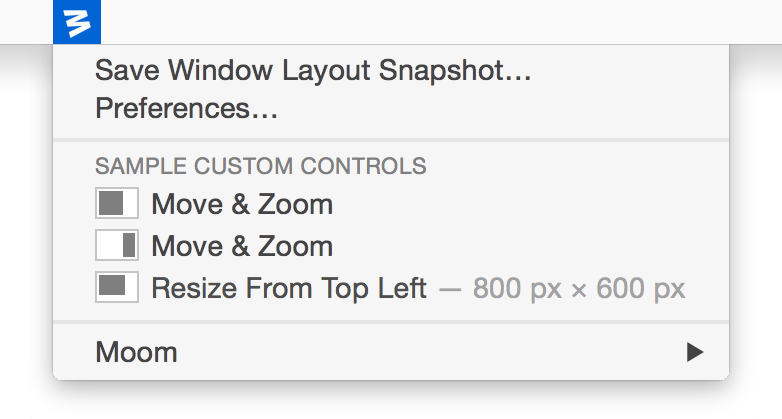 Save Window Layout Snapshot…
Preferences…
SAMPLE CUSTOM CONTROLS
Move & Zoom
Move & Zoom
Resize From Top Left — 800 px × 600 px
Moom